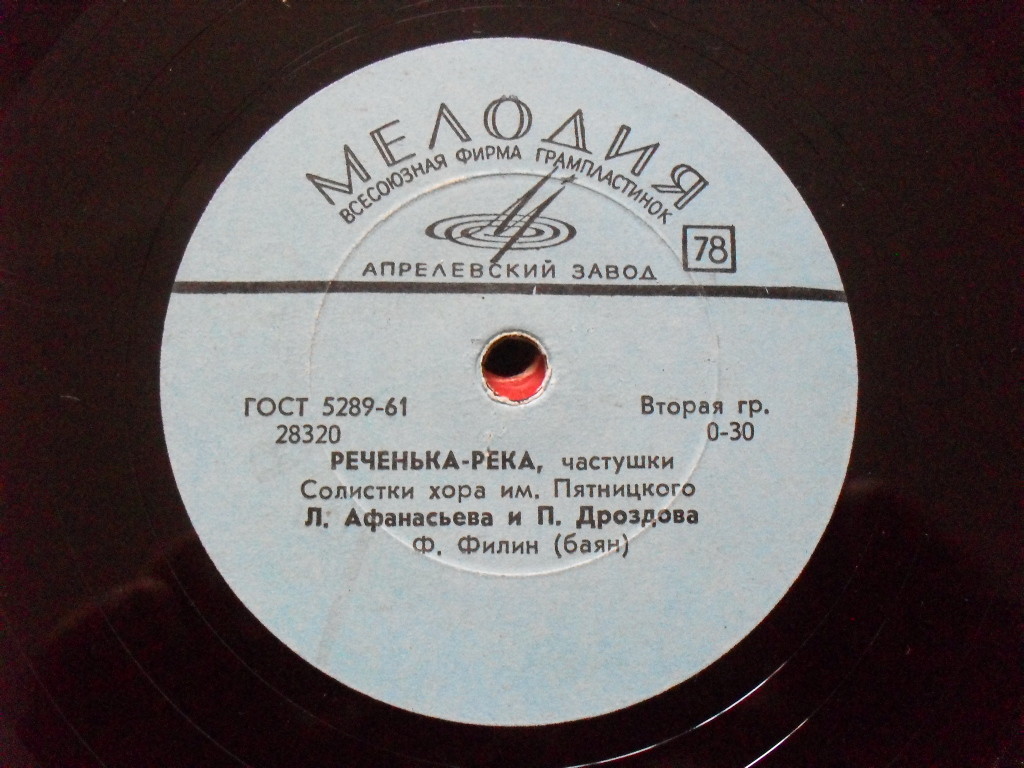 МЕЛОДИЯ
ВСЕСОЮЗНАЯ ФИРМА ГРАМПЛАСТИНОК
78
АПРЕЛЕВСКИЙ ЗАВОД
ГОСТ 5289-61 Вторая гр.
28320 0-30
РЕЧЕНЬКА-РЕКА, частушки
Солистки хора им. Пятницкого
Л. Афанасьева и П. Дроздова
Ф. Филин (баян)